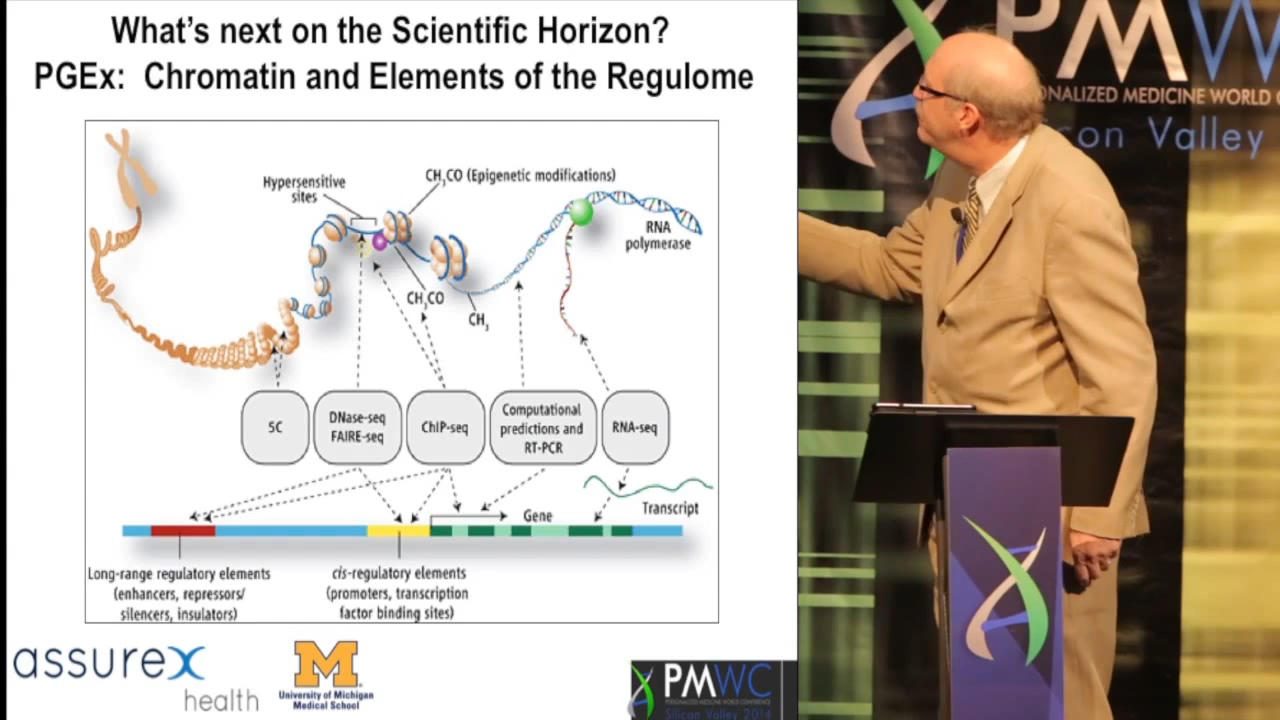 What's next on the Scientific Horizon?
PGEx: Chromatin and Elements of the Regulome
Hypersensitive
sites
CH₃CO (Epigenetic modifications)
RNA
polymerase
CH₃CO
CH₃
5C
DNase-seq
FAIRE-seq
ChIP-seq
Computational
predictions and
RT-PCR
RNA-seq
Transcript
Gene
Long-range regulatory elements
(enhancers, repressors/
silencers, insulators)
cis-regulatory elements
(promoters, transcription
factor binding sites)
assurex
health
M
University of Michigan
Medical School
PMWC
PERSONALIZED MEDICINE WORLD CONFERENCE
Silicon Valley 2014
PMW
ONALIZED MEDICINE WORLD
con Valley